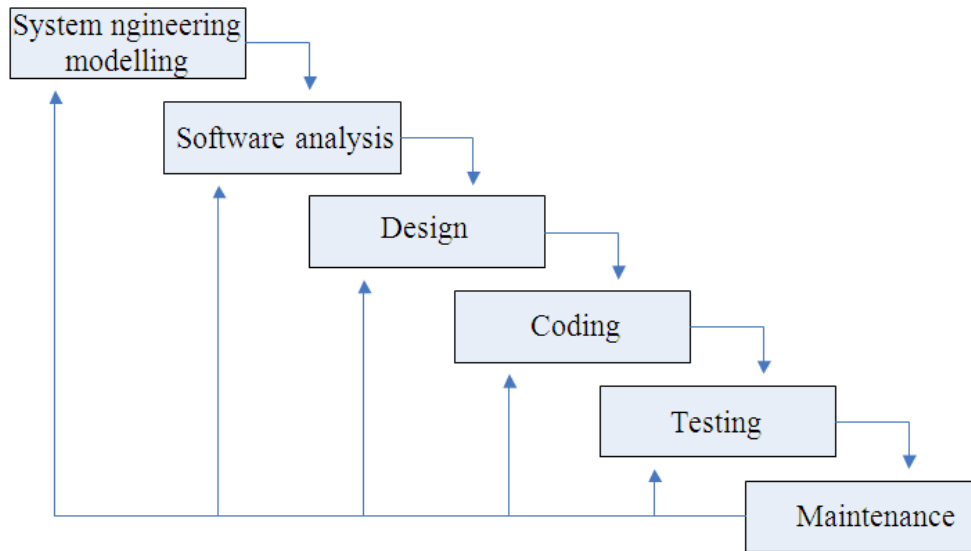 System ngineering
modelling
Software analysis
Design
Coding
Testing
Maintenance